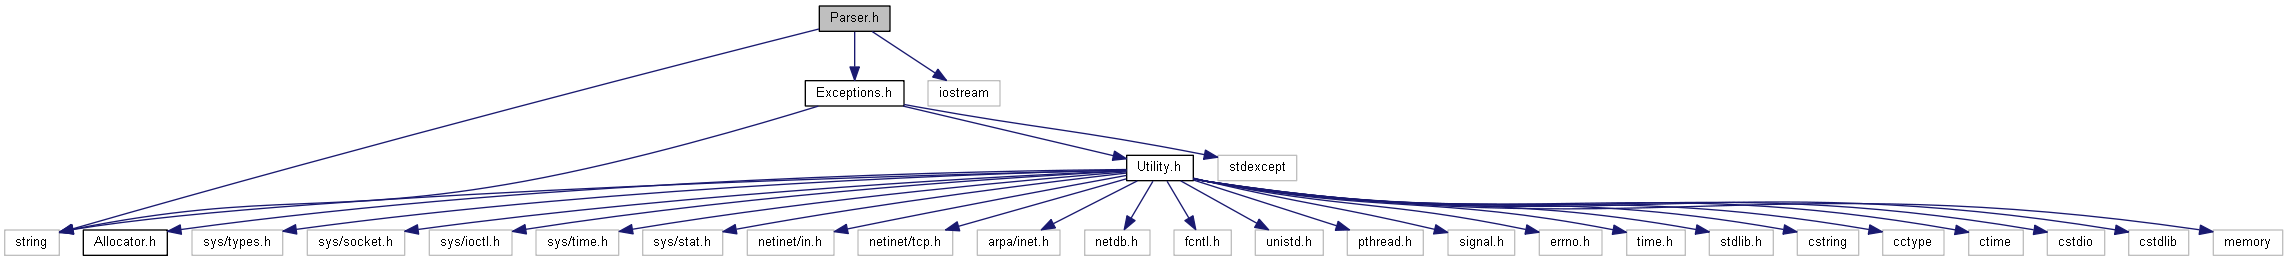 Parser.h
Exceptions.h
iostream
Utility.h
stdexcept
string
Allocator.h
sys/types.h
sys/socket.h
sys/ioctl.h
sys/time.h
sys/stat.h
netinet/in.h
netinet/tcp.h
arpa/inet.h
netdb.h
fcntl.h
unistd.h
pthread.h
signal.h
errno.h
time.h
stdlib.h
cstring
cctype
ctime
cstdio
cstdlib
memory